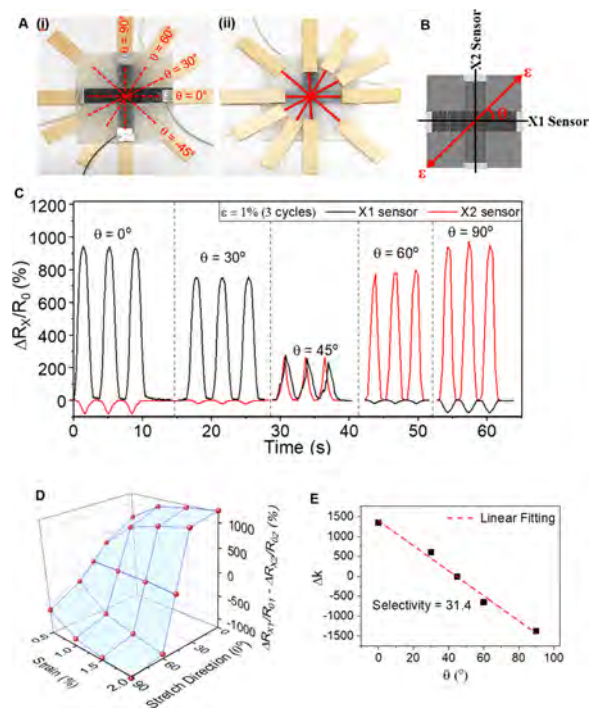 A (i)
θ = 90°
θ = 60°
θ = 30°
θ = 0°
θ = -45°
(ii)
B
X2 Sensor
ε
θ
X1 Sensor
ε
C
ε = 1% (3 cycles) X1 sensor X2 sensor
θ = 0°
θ = 30°
θ = 45°
θ = 60°
θ = 90°
1200
1000
800
600
400
200
0
ΔRX/R0 (%)
0 10 20 30 40 50 60
Time (s)
D
1000
500
0
-500
-1000
ΔRX1/R01 - ΔRX2/R02 (%)
0.5
1.0
1.5
2.0
Strain (%)
90
60
30
0
Stretch Direction (θ°)
E
Linear Fitting
Selectivity = 31.4
1500
1000
500
0
-500
-1000
-1500
Δk
0 20 40 60 80 100
θ (°)